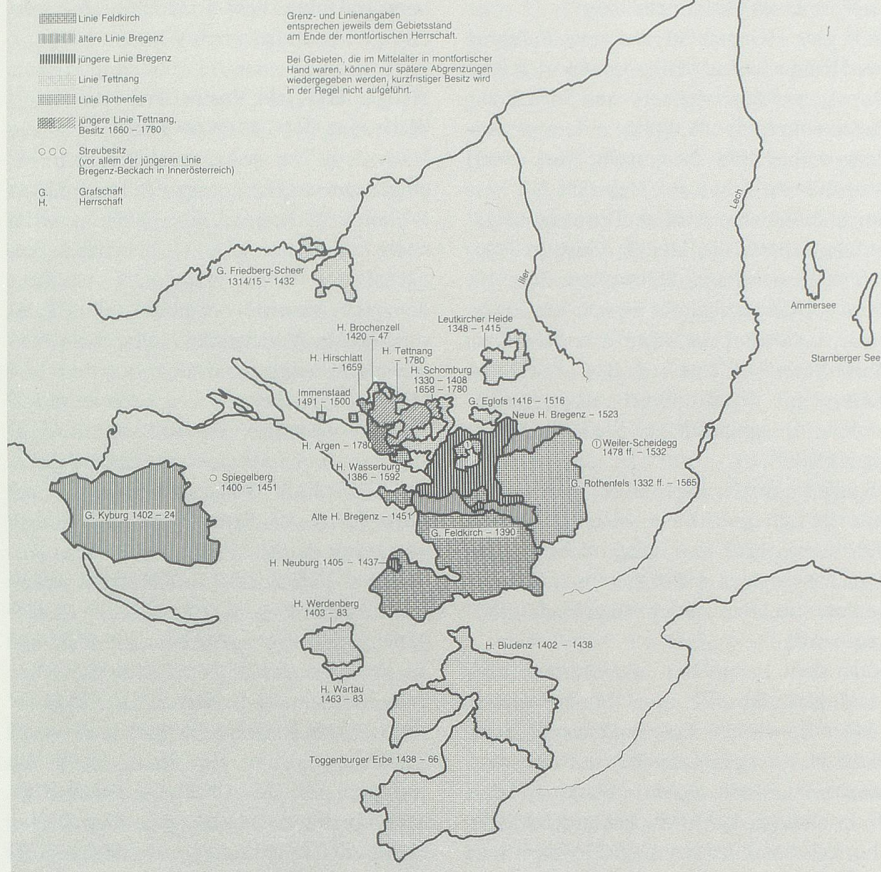 Linie Feldkirch
ältere Linie Bregenz
jüngere Linie Bregenz
Linie Tettnang
Linie Rothenfels
jüngere Linie Tettnang,
Besitz 1660 – 1780
○○○ Streubesitz
(vor allem der jüngeren Linie
Bregenz-Beckach in Innerösterreich)
G. Grafschaft
H. Herrschaft
Grenz- und Linienangaben
entsprechen jeweils dem Gebietsstand
am Ende der montfortischen Herrschaft.
Bei Gebieten, die im Mittelalter in montfortischer
Hand waren, können nur spätere Abgrenzungen
wiedergegeben werden, kurzfristiger Besitz wird
in der Regel nicht aufgeführt.
Lech
Iller
Ammersee
Starnberger See
G. Friedberg-Scheer
1314/15 – 1432
Leutkircher Heide
1348 – 1415
H. Brochenzell
1420 – 47
H. Tettnang
– 1780
H. Hirschlatt
– 1659
H. Schomburg
1330 – 1408
1658 – 1780
Immenstaad
1491 – 1500
G. Eglofs 1416 – 1516
Neue H. Bregenz – 1523
H. Argen – 1780
① Weiler-Scheidegg
1478 ff. – 1532
①
H. Wasserburg
1386 – 1592
○ Spiegelberg
1400 – 1451
G. Rothenfels 1332 ff – 1565
G. Kyburg 1402 – 24
Alte H. Bregenz – 1451
G. Feldkirch – 1390
H. Neuburg 1405 – 1437
H. Werdenberg
1403 – 83
H. Bludenz 1402 – 1438
H. Wartau
1463 – 83
Toggenburger Erbe 1438 – 66